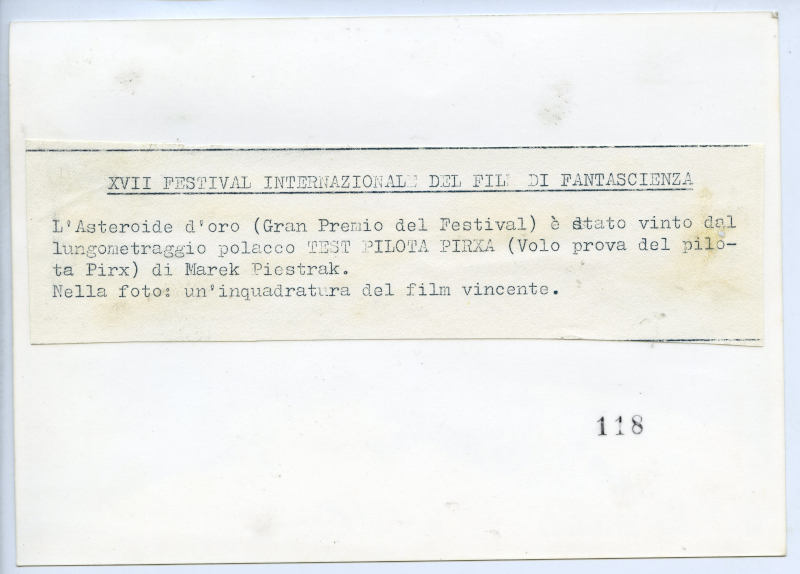 XVII FESTIVAL INTERNAZIONALE DEL FILM DI FANTASCIENZA
L'Asteroide d'oro (Gran Premio del Festival) è stato vinto dal
lungometraggio polacco TEST PILOTA PIRXA (Volo prova del pilo-
ta Pirx) di Marek Piestrak.
Nella foto: un'inquadratura del film vincente.
118